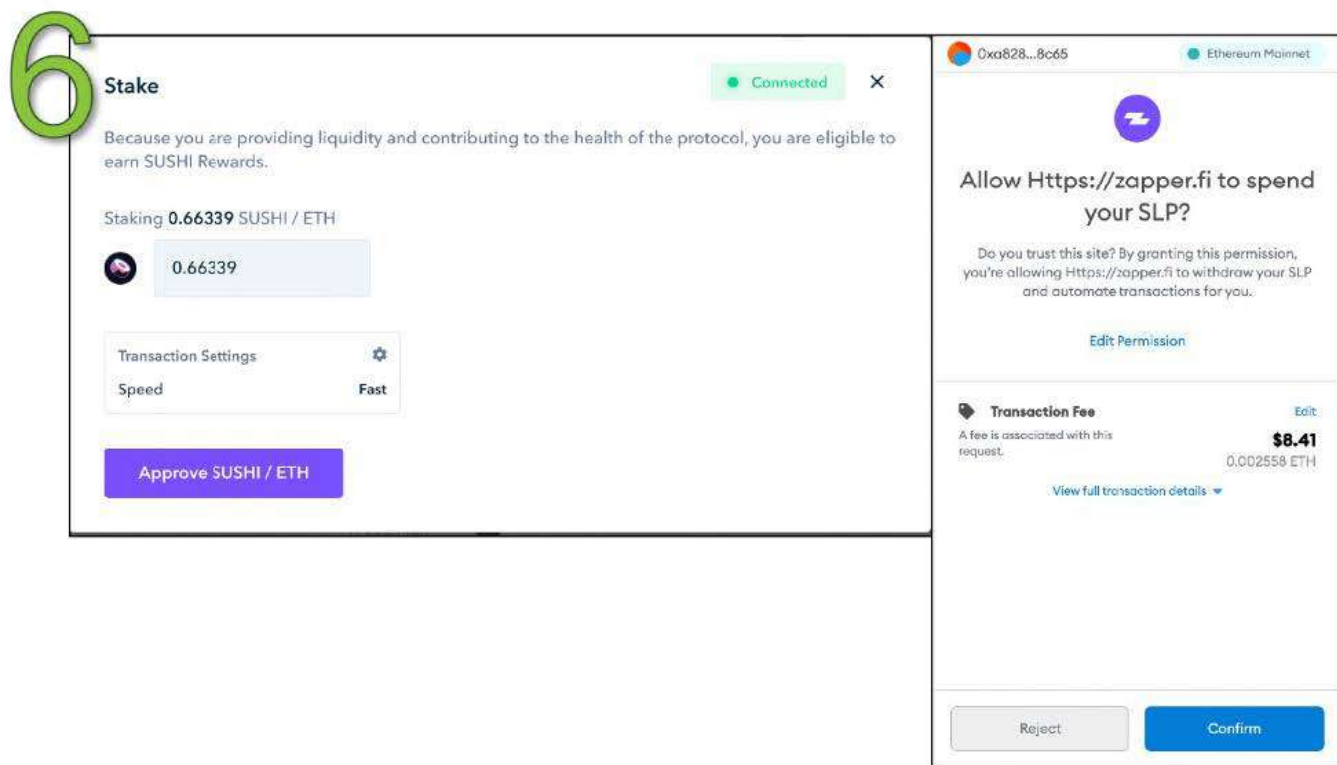 6
Stake
Connected
Because you are providing liquidity and contributing to the health of the protocol, you are eligible to
earn SUSHI Rewards.
Staking 0.66339 SUSHI / ETH
0.66339
Transaction Settings
Speed Fast
Approve SUSHI / ETH
0xa828...8c65 Ethereum Mainnet
Allow Https://zapper.fi to spend
your SLP?
Do you trust this site? By granting this permission,
you're allowing Https://zapper.fi to withdraw your SLP
and automate transactions for you.
Edit Permission
Transaction Fee Edit
A fee is associated with this
request.
$8.41
0.002558 ETH
View full transaction details
Reject Confirm